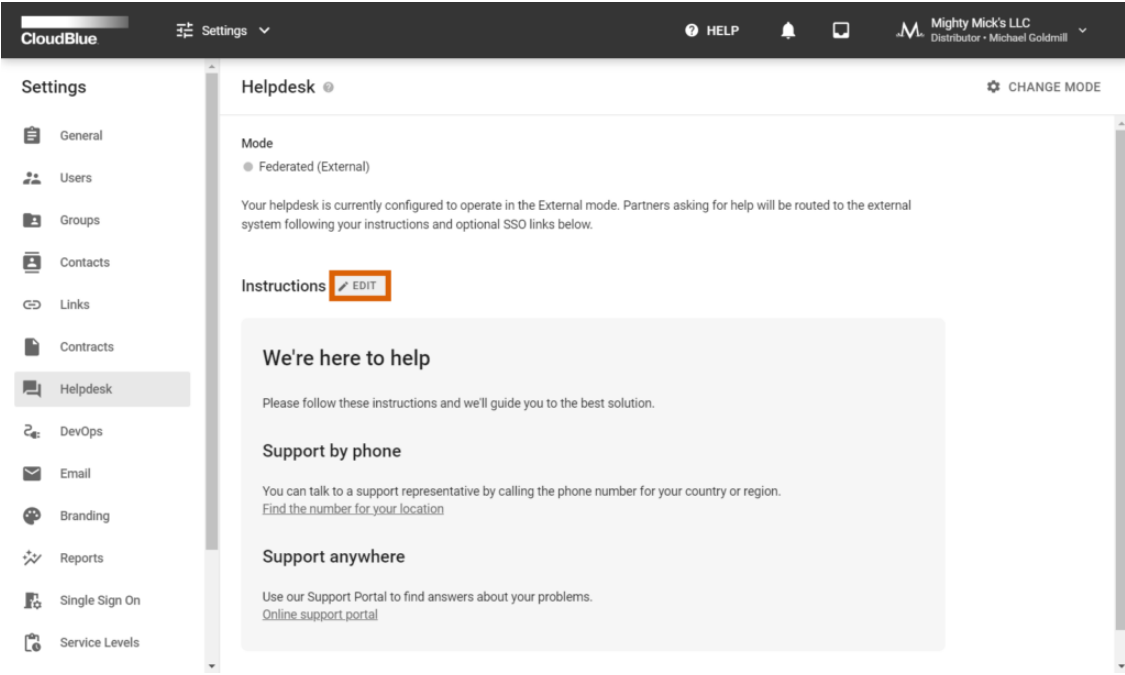 CloudBlue
Settings
HELP
Mighty Mick's LLC
Distributor • Michael Goldmill
Settings
General
Users
Groups
Contacts
Links
Contracts
Helpdesk
DevOps
Email
Branding
Reports
Single Sign On
Service Levels
Helpdesk
CHANGE MODE
Mode
Federated (External)
Your helpdesk is currently configured to operate in the External mode. Partners asking for help will be routed to the external
system following your instructions and optional SSO links below.
Instructions EDIT
We're here to help
Please follow these instructions and we'll guide you to the best solution.
Support by phone
You can talk to a support representative by calling the phone number for your country or region.
Find the number for your location
Support anywhere
Use our Support Portal to find answers about your problems.
Online support portal